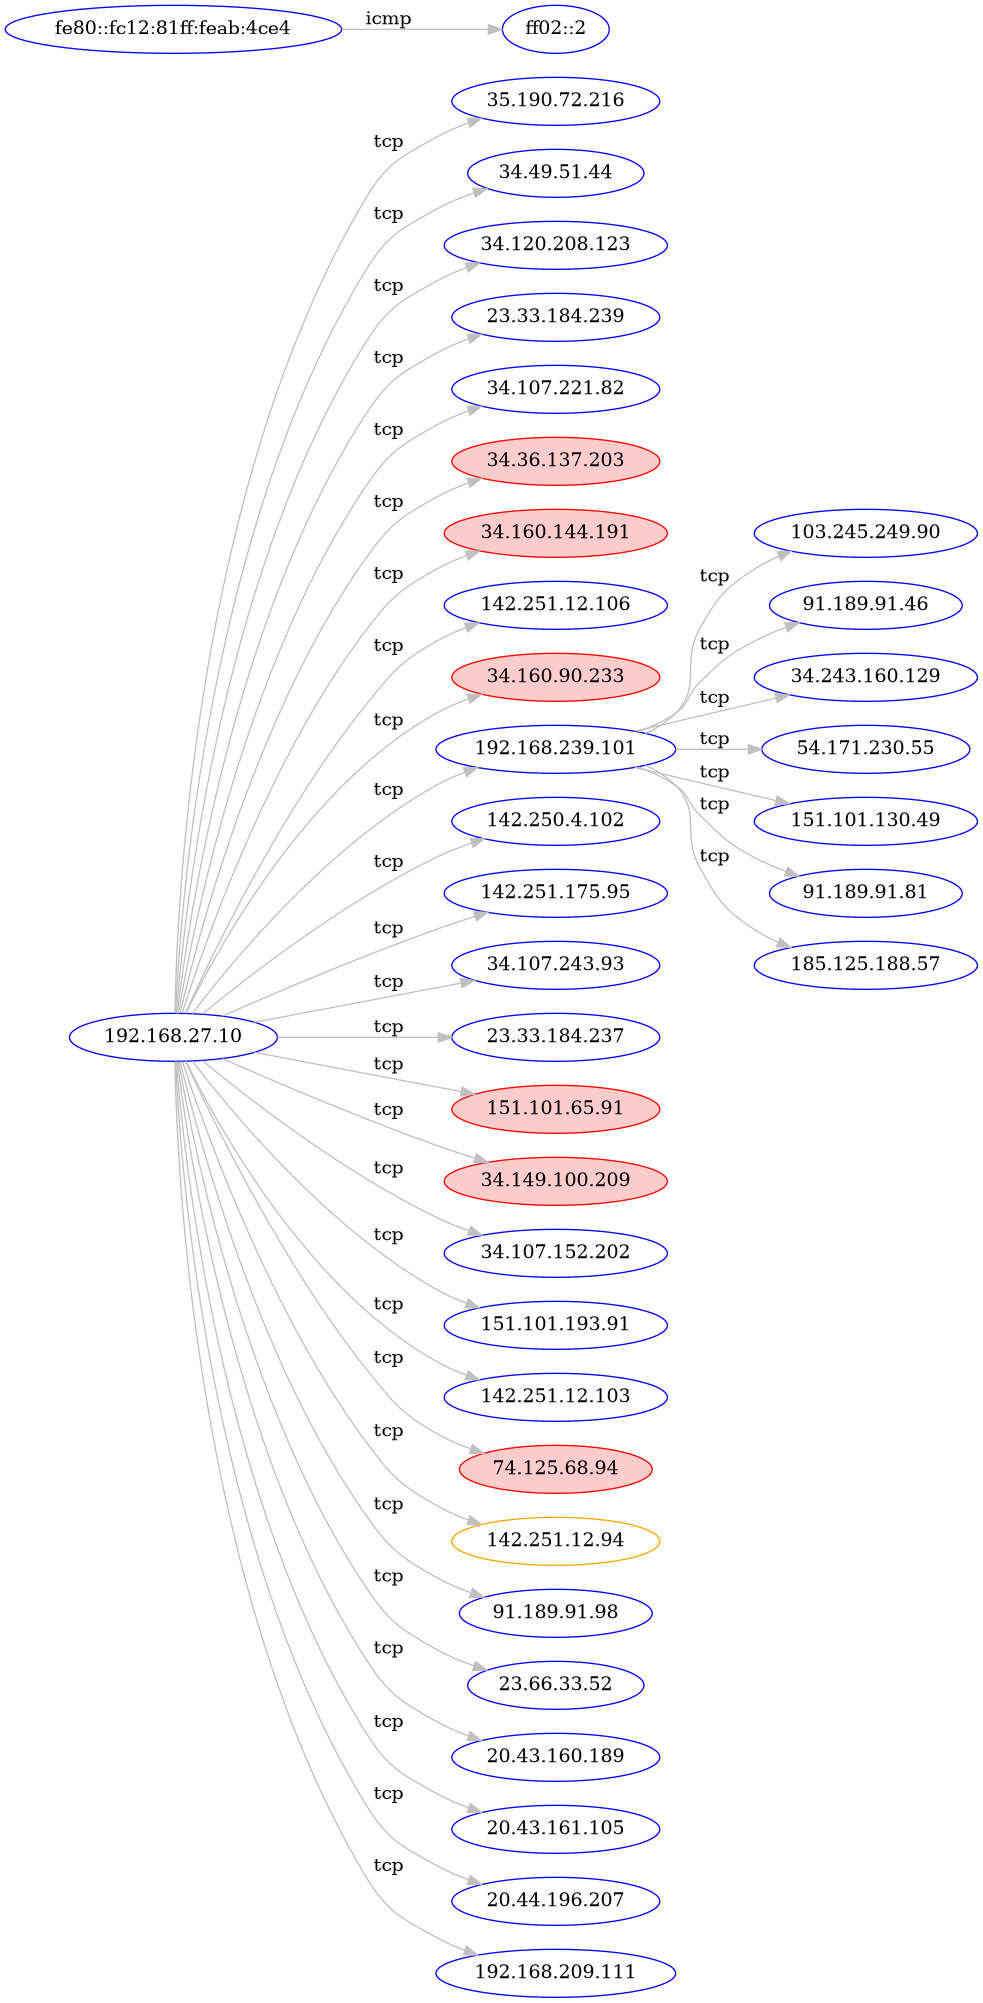 fe80::fc12:81ff:feab:4ce4
icmp
ff02::2
35.190.72.216
tcp
34.49.51.44
tcp
34.120.208.123
tcp
23.33.184.239
tcp
34.107.221.82
tcp
34.36.137.203
tcp
34.160.144.191
103.245.249.90
tcp
tcp
142.251.12.106
91.189.91.46
tcp
tcp
34.160.90.233
34.243.160.129
tcp
tcp
192.168.239.101
tcp
54.171.230.55
tcp
tcp
142.250.4.102
tcp
151.101.130.49
tcp
tcp
142.251.175.95
91.189.91.81
tcp
34.107.243.93
185.125.188.57
tcp
192.168.27.10
tcp
23.33.184.237
tcp
151.101.65.91
tcp
34.149.100.209
tcp
34.107.152.202
tcp
151.101.193.91
tcp
142.251.12.103
tcp
74.125.68.94
tcp
142.251.12.94
tcp
91.189.91.98
tcp
23.66.33.52
tcp
20.43.160.189
tcp
20.43.161.105
tcp
20.44.196.207
tcp
192.168.209.111